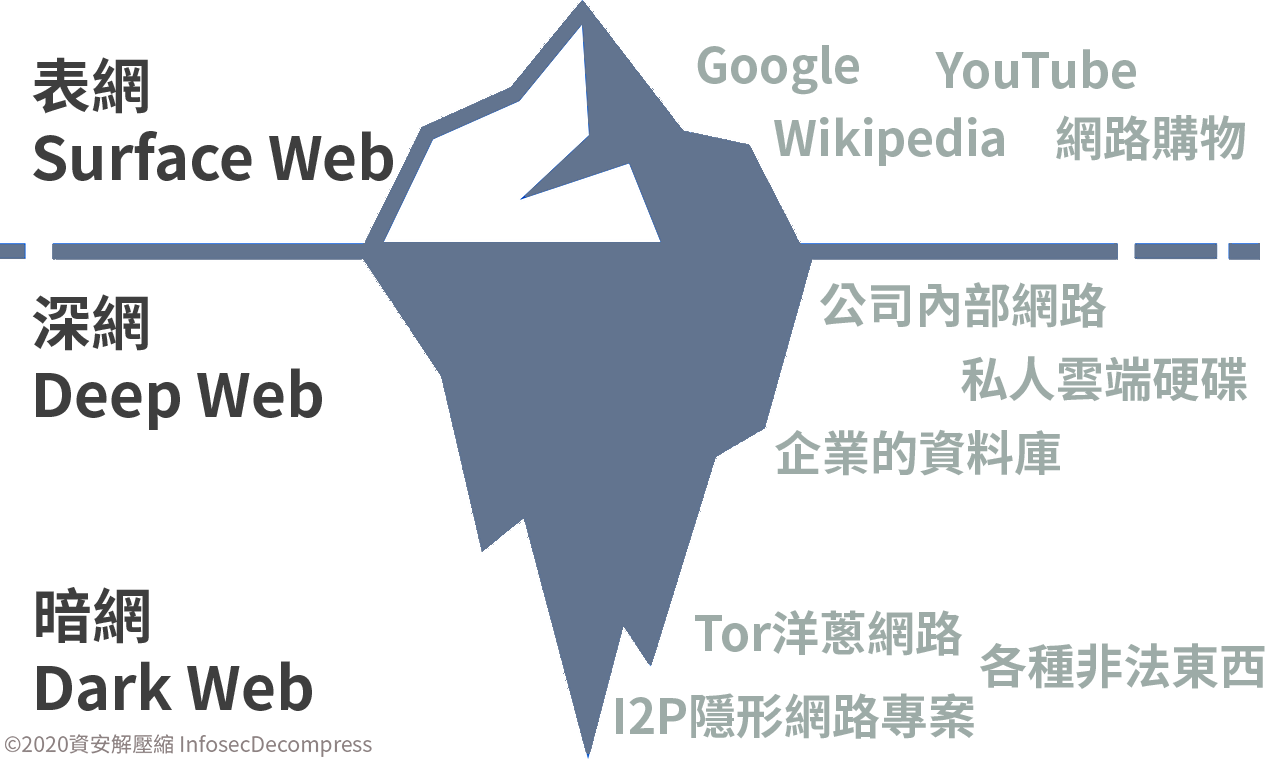 表網
Surface Web
Google
YouTube
Wikipedia
網路購物
深網
Deep Web
公司內部網路
私人雲端硬碟
企業的資料庫
暗網
Dark Web
Tor洋蔥網路
各種非法東西
I2P隱形網路專案
©2020資安解壓縮 InfosecDecompress